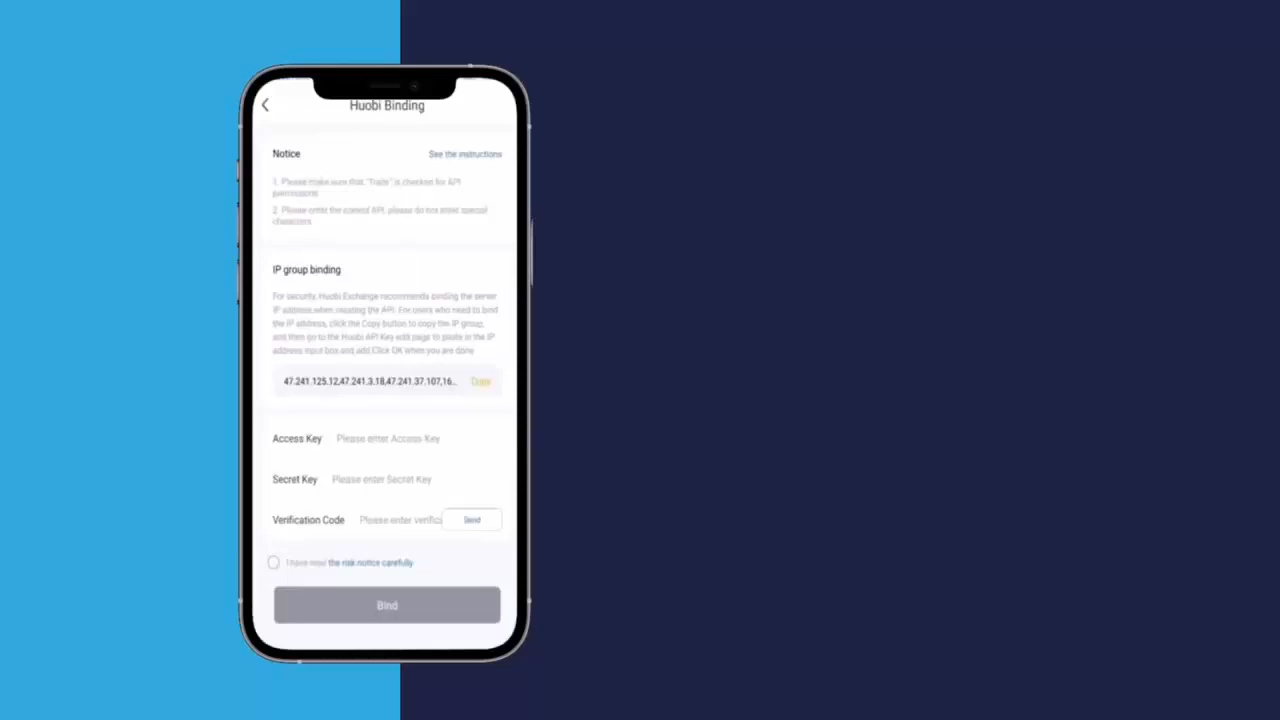 Huobi Binding
Notice See the instructions
1. Please make sure that "Trade" is checked for API
permissions
2. Please enter the correct API, please do not enter special
characters
IP group binding
For security, Huobi Exchange recommends binding the server
IP address when creating the API. For users who need to bind
the IP address, click the Copy button to copy the IP group,
and then go to the Huobi API Key edit page to paste in the IP
address input box and add Click OK when you are done
47.241.125.12,47.241.3.18,47.241.37.107,16... Copy
Access Key Please enter Access Key
Secret Key Please enter Secret Key
Verification Code Please enter verifica Send
I have read the risk notice carefully
Bind